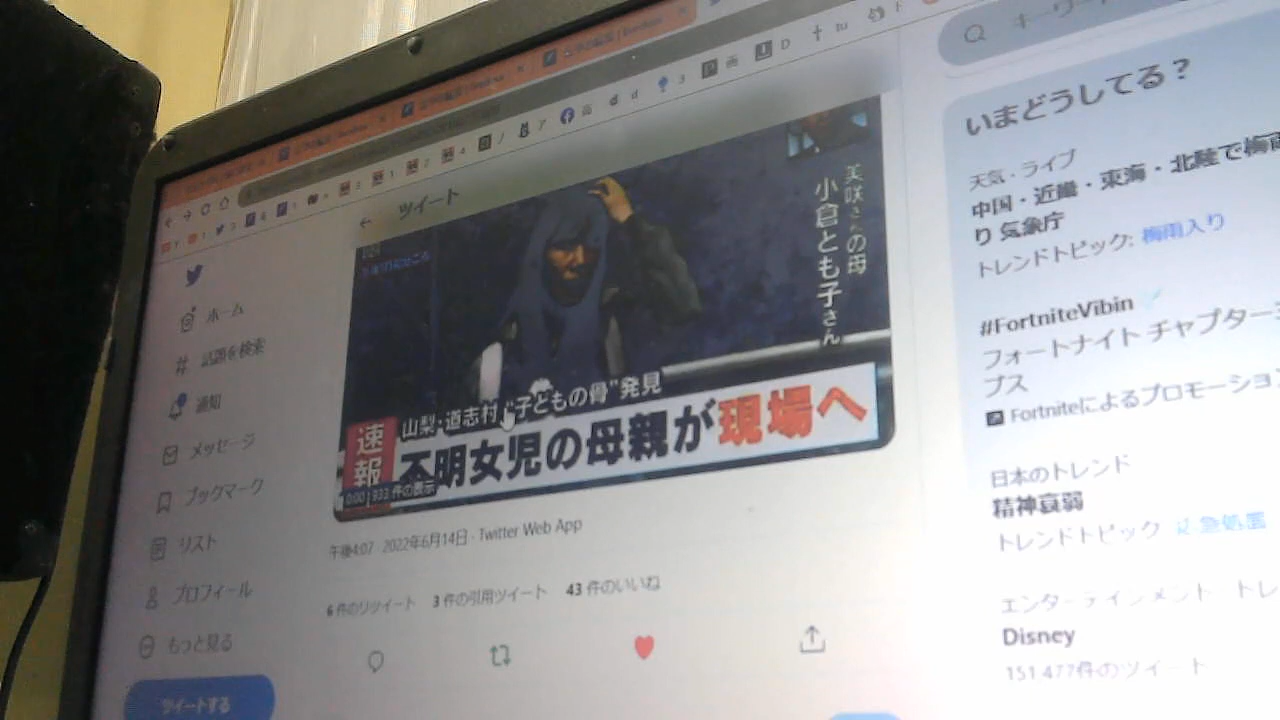 ツイート
ホーム
話題を検索
通知
メッセージ
ブックマーク
リスト
プロフィール
もっと見る
ツイートする
美咲さんの母
小倉とも子さん
速報
山梨・道志村“子どもの骨”発見
不明女児の母親が現場へ
0:00 | 933 件の表示
午後4:07 · 2022年6月14日 · Twitter Web App
6 件のリツイート 3 件の引用ツイート 43 件のいいね
キーワー
いまどうしてる？
天気・ライブ
中国・近畿・東海・北陸で梅雨
り 気象庁
トレンドトピック: 梅雨入り
#FortniteVibin
フォートナイト チャプター3
プス
Fortniteによるプロモーショ
日本のトレンド
精神衰弱
トレンドトピック 応急処置
エンターテインメント トレ
Disney
151,477件のツイート